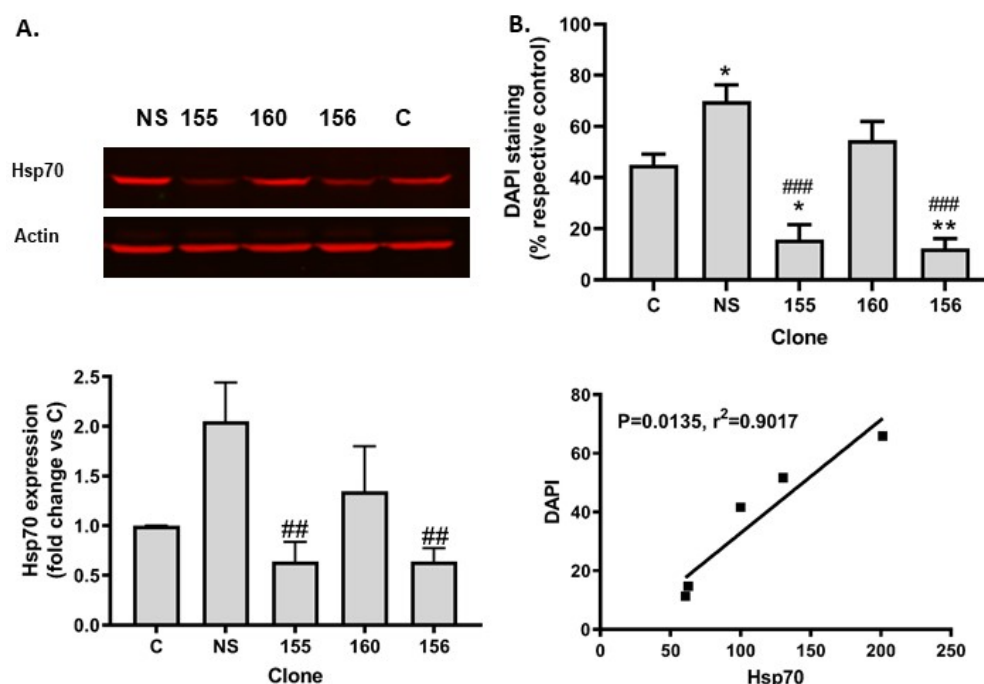 A.
NS 155 160 156 C
Hsp70
Actin
Hsp70 expression
(fold change vs C)
2.5
2.0
1.5
1.0
0.5
0.0
##
##
C NS 155 160 156
Clone
B.
DAPI staining
(% respective control)
100
80
60
40
20
0
*
###
*
###
**
C NS 155 160 156
Clone
P=0.0135, r²=0.9017
DAPI
80
60
40
20
0
0 50 100 150 200 250
Hsp70